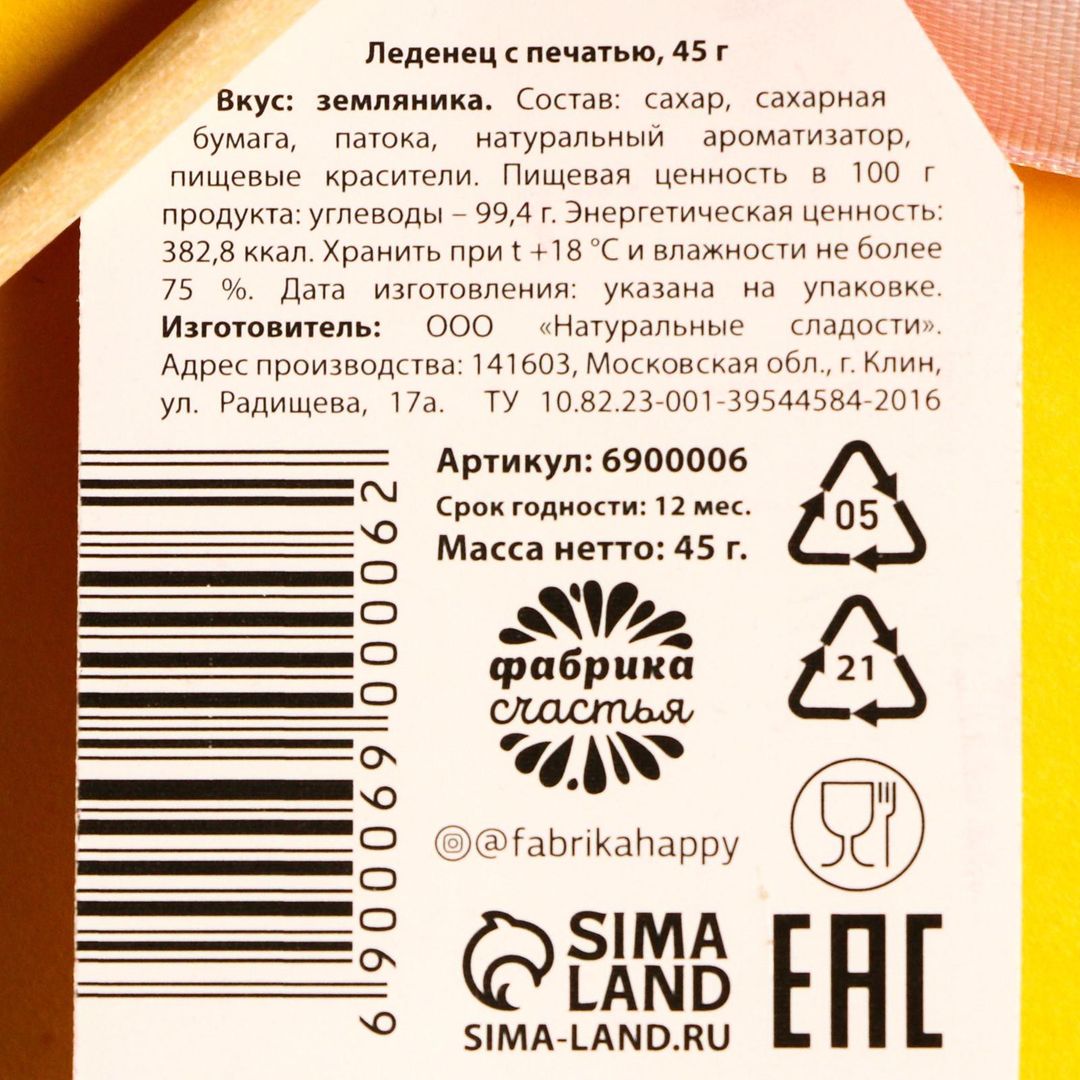 Леденец с печатью, 45 г
Вкус: земляника. Состав: сахар, сахарная
бумага, патока, натуральный ароматизатор,
пищевые красители. Пищевая ценность в 100 г
продукта: углеводы – 99,4 г. Энергетическая ценность:
382,8 ккал. Хранить при t +18 °C и влажности не более
75 %. Дата изготовления: указана на упаковке.
Изготовитель: ООО «Натуральные сладости».
Адрес производства: 141603, Московская обл., г. Клин,
ул. Радищева, 17а. ТУ 10.82.23-001-39544584-2016
Артикул: 6900006
Срок годности: 12 мес.
Масса нетто: 45 г.
05
21
фабрика
счастья
@fabrikahappy
SIMA
LAND
SIMA-LAND.RU
EAC
6 900069 000062